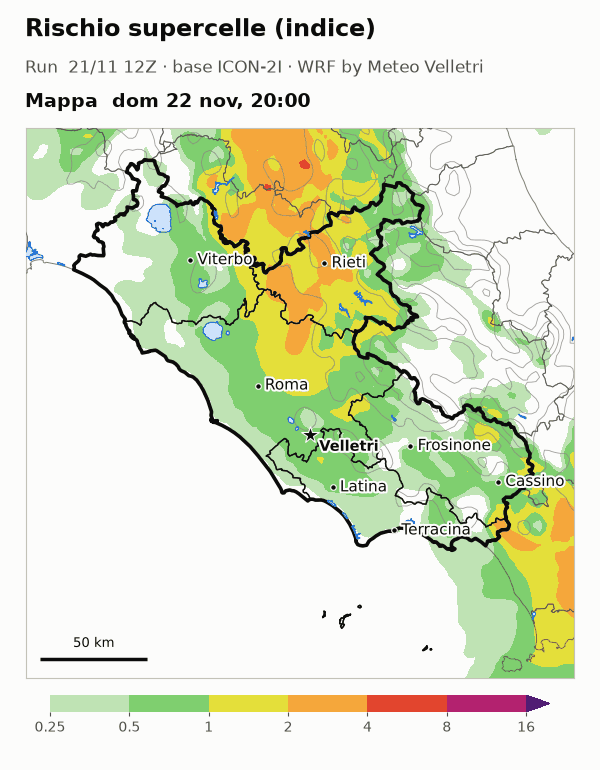 Rischio supercelle (indice)
Run  21/11 12Z · base ICON-2I · WRF by Meteo Velletri
Mappa  dom 22 nov, 20:00
Viterbo
Rieti
Roma
Velletri
Frosinone
Cassino
Latina
Terracina
50 km
0.25 0.5 1 2 4 8 16